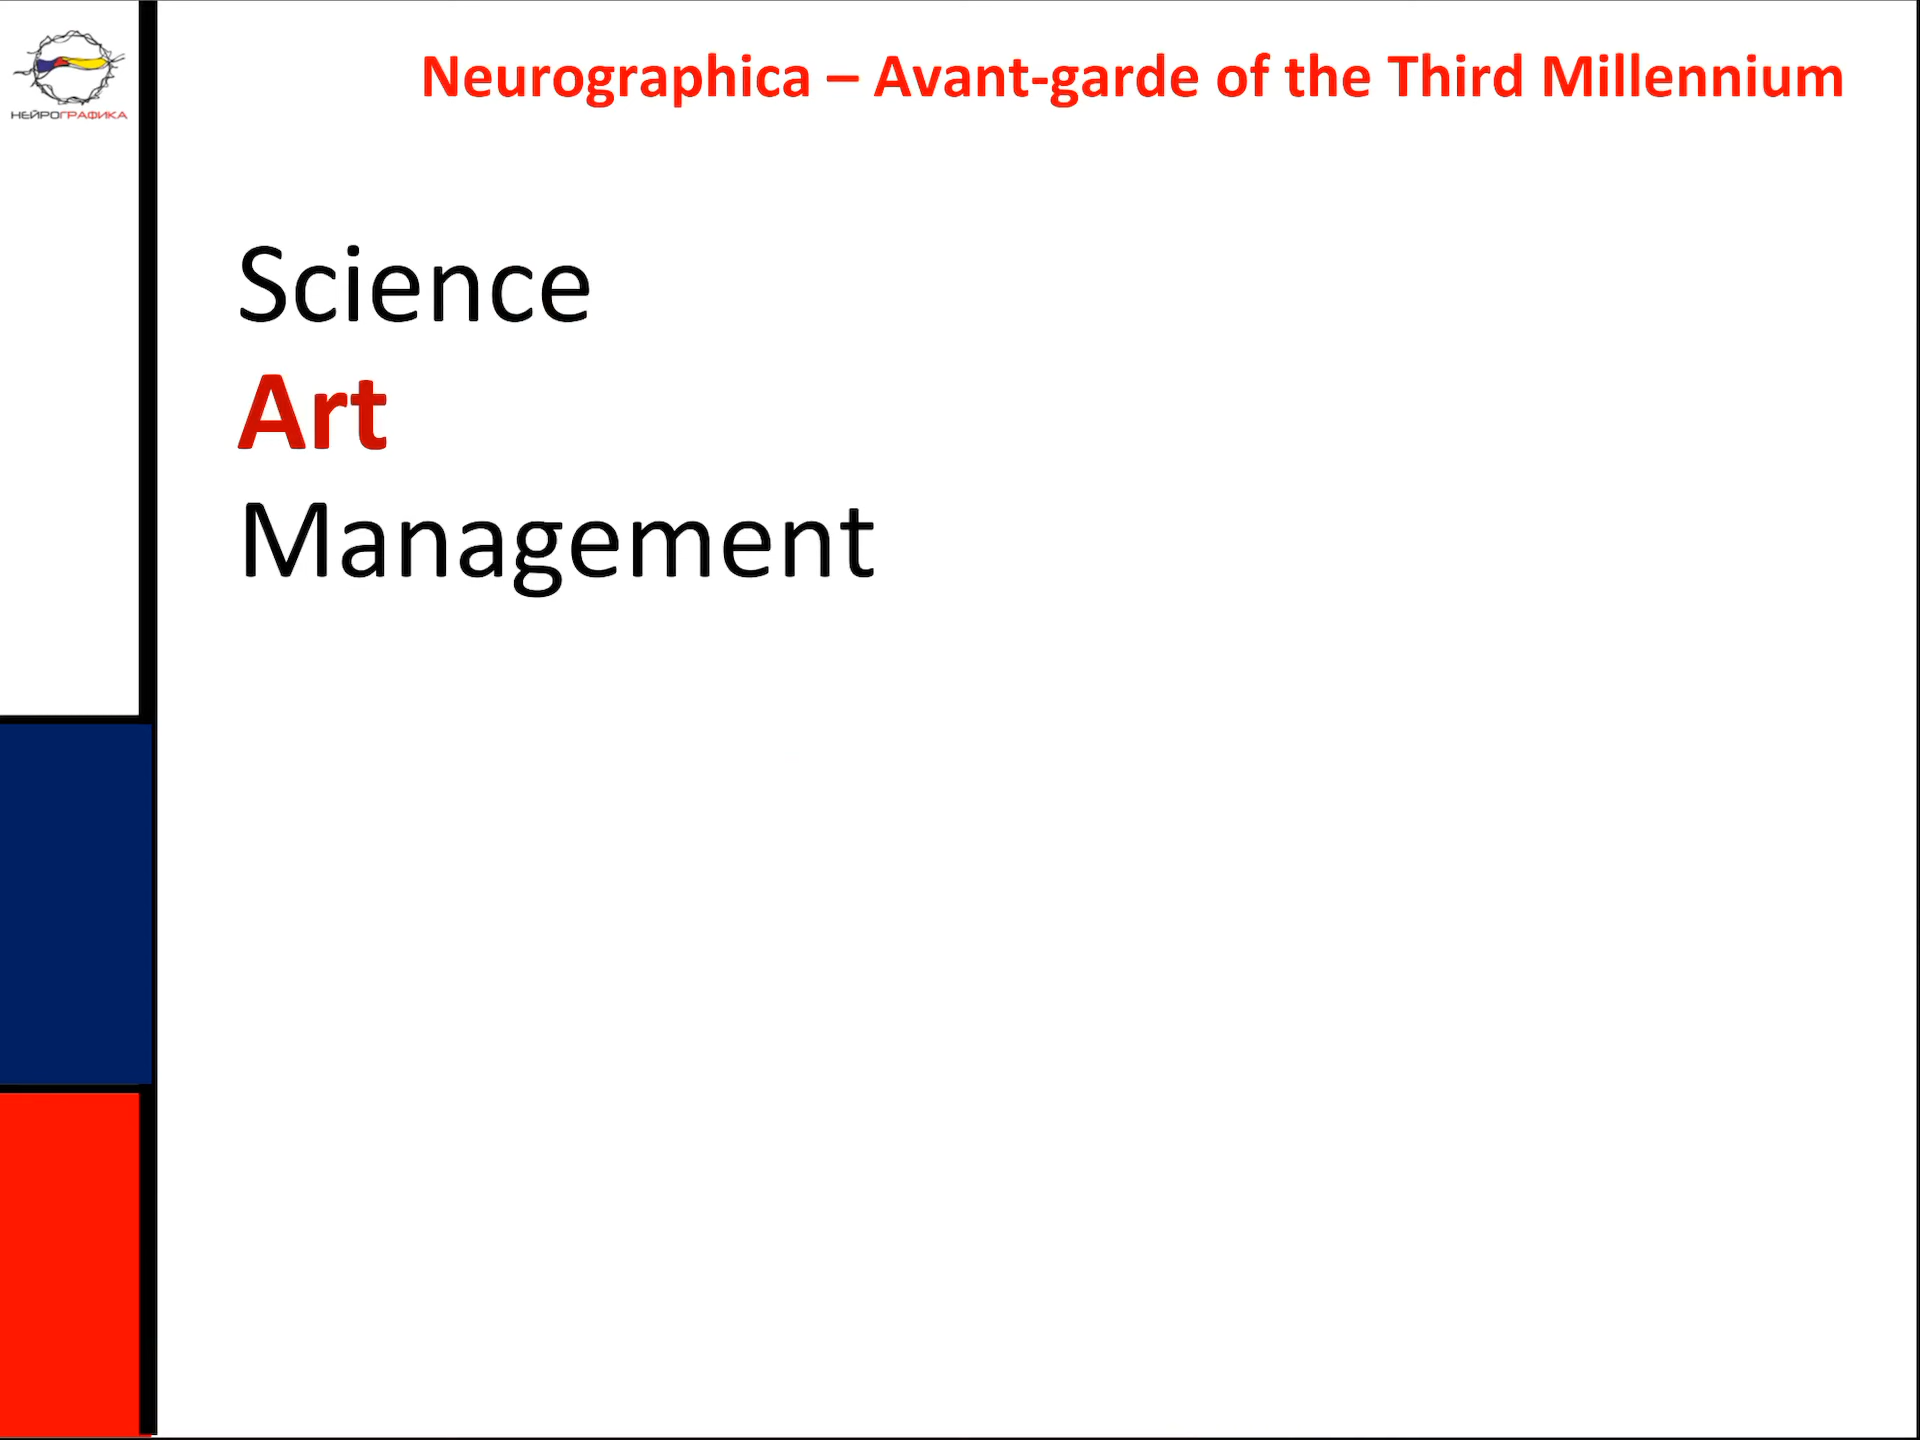 НЕЙРОГРАФИКА
Neurographica – Avant-garde of the Third Millennium
Science
Art
Management